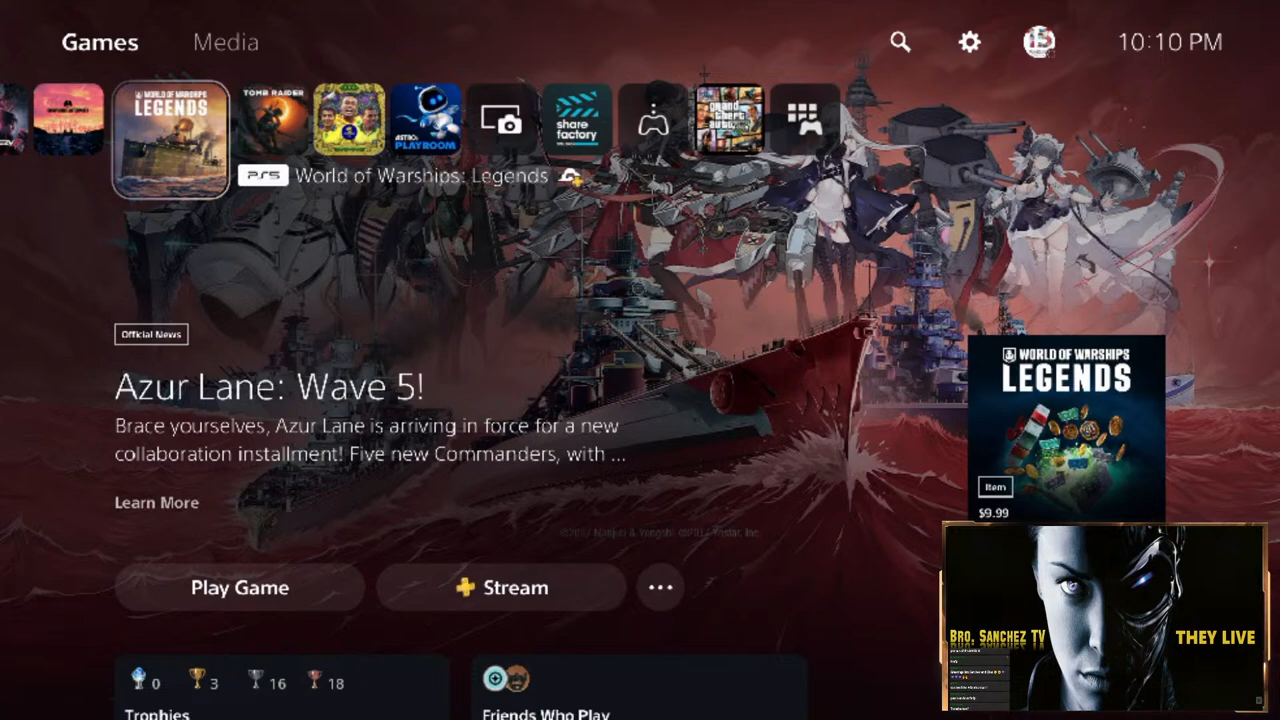 Games
Media
10:10 PM
WORLD OF WARSHIPS
LEGENDS
TOMB RAIDER
ASTRO's
PLAYROOM
share
factory
grand
theft
auto
PS5
World of Warships: Legends
Official News
Azur Lane: Wave 5!
Brace yourselves, Azur Lane is arriving in force for a new
collaboration installment! Five new Commanders, with ...
Learn More
WORLD OF WARSHIPS
LEGENDS
Item
$9.99
Play Game
Stream
BRO. SANCHEZ TV
THEY LIVE
0
3
16
18
Trophies
Friends Who Play